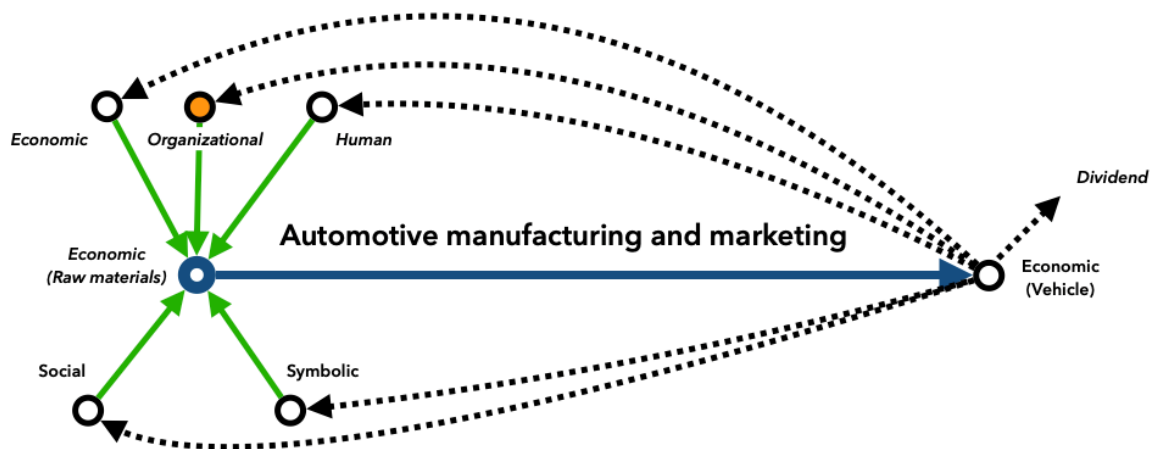 Economic
Organizational
Human
Dividend
Automotive manufacturing and marketing
Economic
(Raw materials)
Economic
(Vehicle)
Social
Symbolic